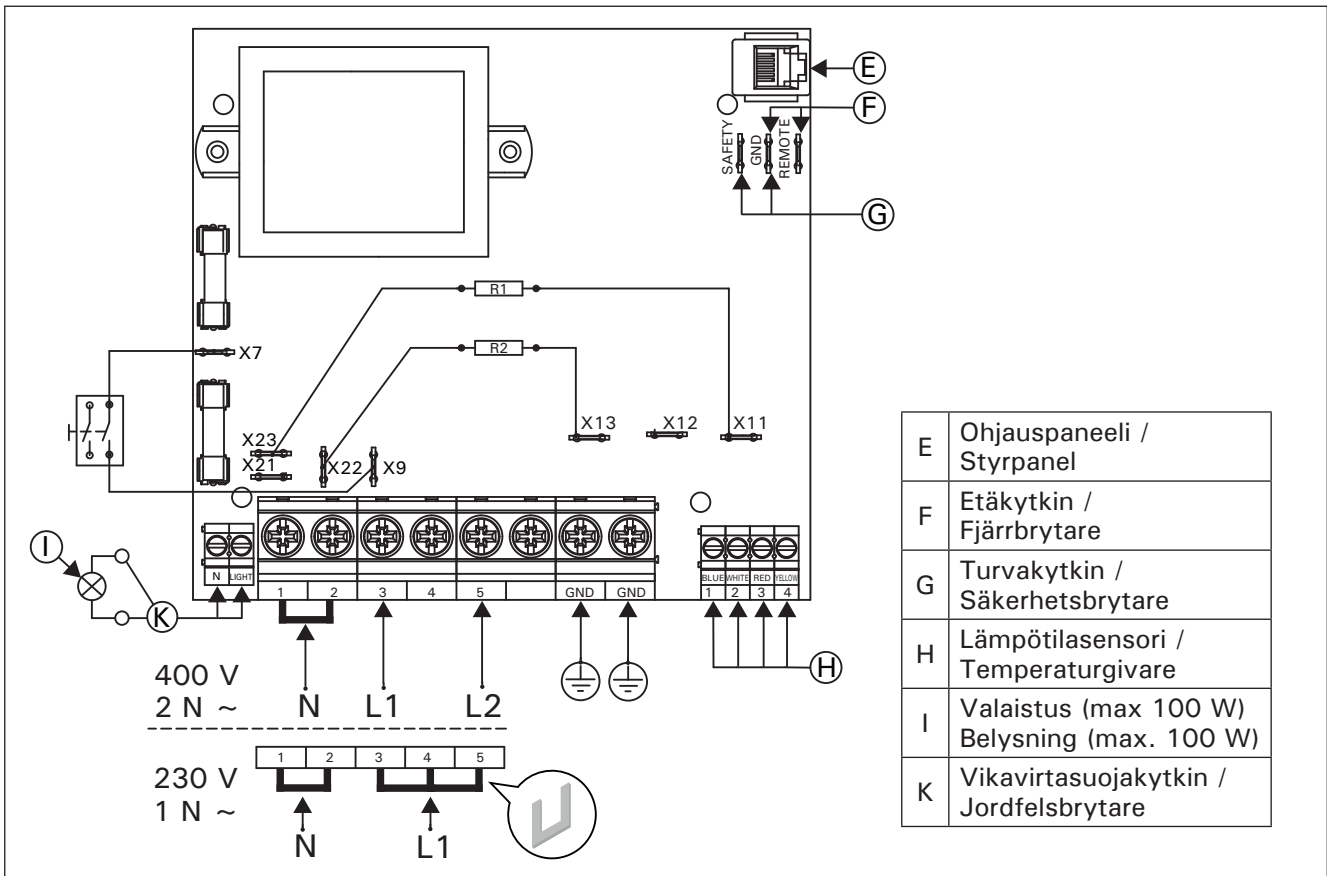 E
F
SAFETY
GND
REMOTE
G
R1
R2
X7
X13
X12
X11
X23
X21
X22
X9
I
N LIGHT
K
1 2 3 4 5 GND GND
BLUE WHITE RED YELLOW
1 2 3 4
H
400 V
2 N ~
N L1 L2
1 2 3 4 5
230 V
1 N ~
N L1
E Ohjauspaneeli /
Styrpanel
F Etäkytkin /
Fjärrbrytare
G Turvakytkin /
Säkerhetsbrytare
H Lämpötilasensori /
Temperaturgivare
I Valaistus (max 100 W)
Belysning (max. 100 W)
K Vikavirtasuojakytkin /
Jordfelsbrytare